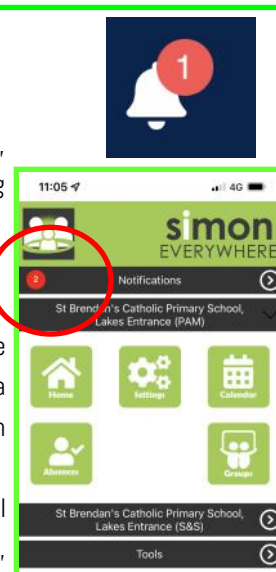 1
11:05
4G
simon
EVERYWHERE
2
Notifications
St Brendan's Catholic Primary School,
Lakes Entrance (PAM)
Home
Settings
Calendar
Absences
Groups
St Brendan's Catholic Primary School,
Lakes Entrance (S&S)
Tools